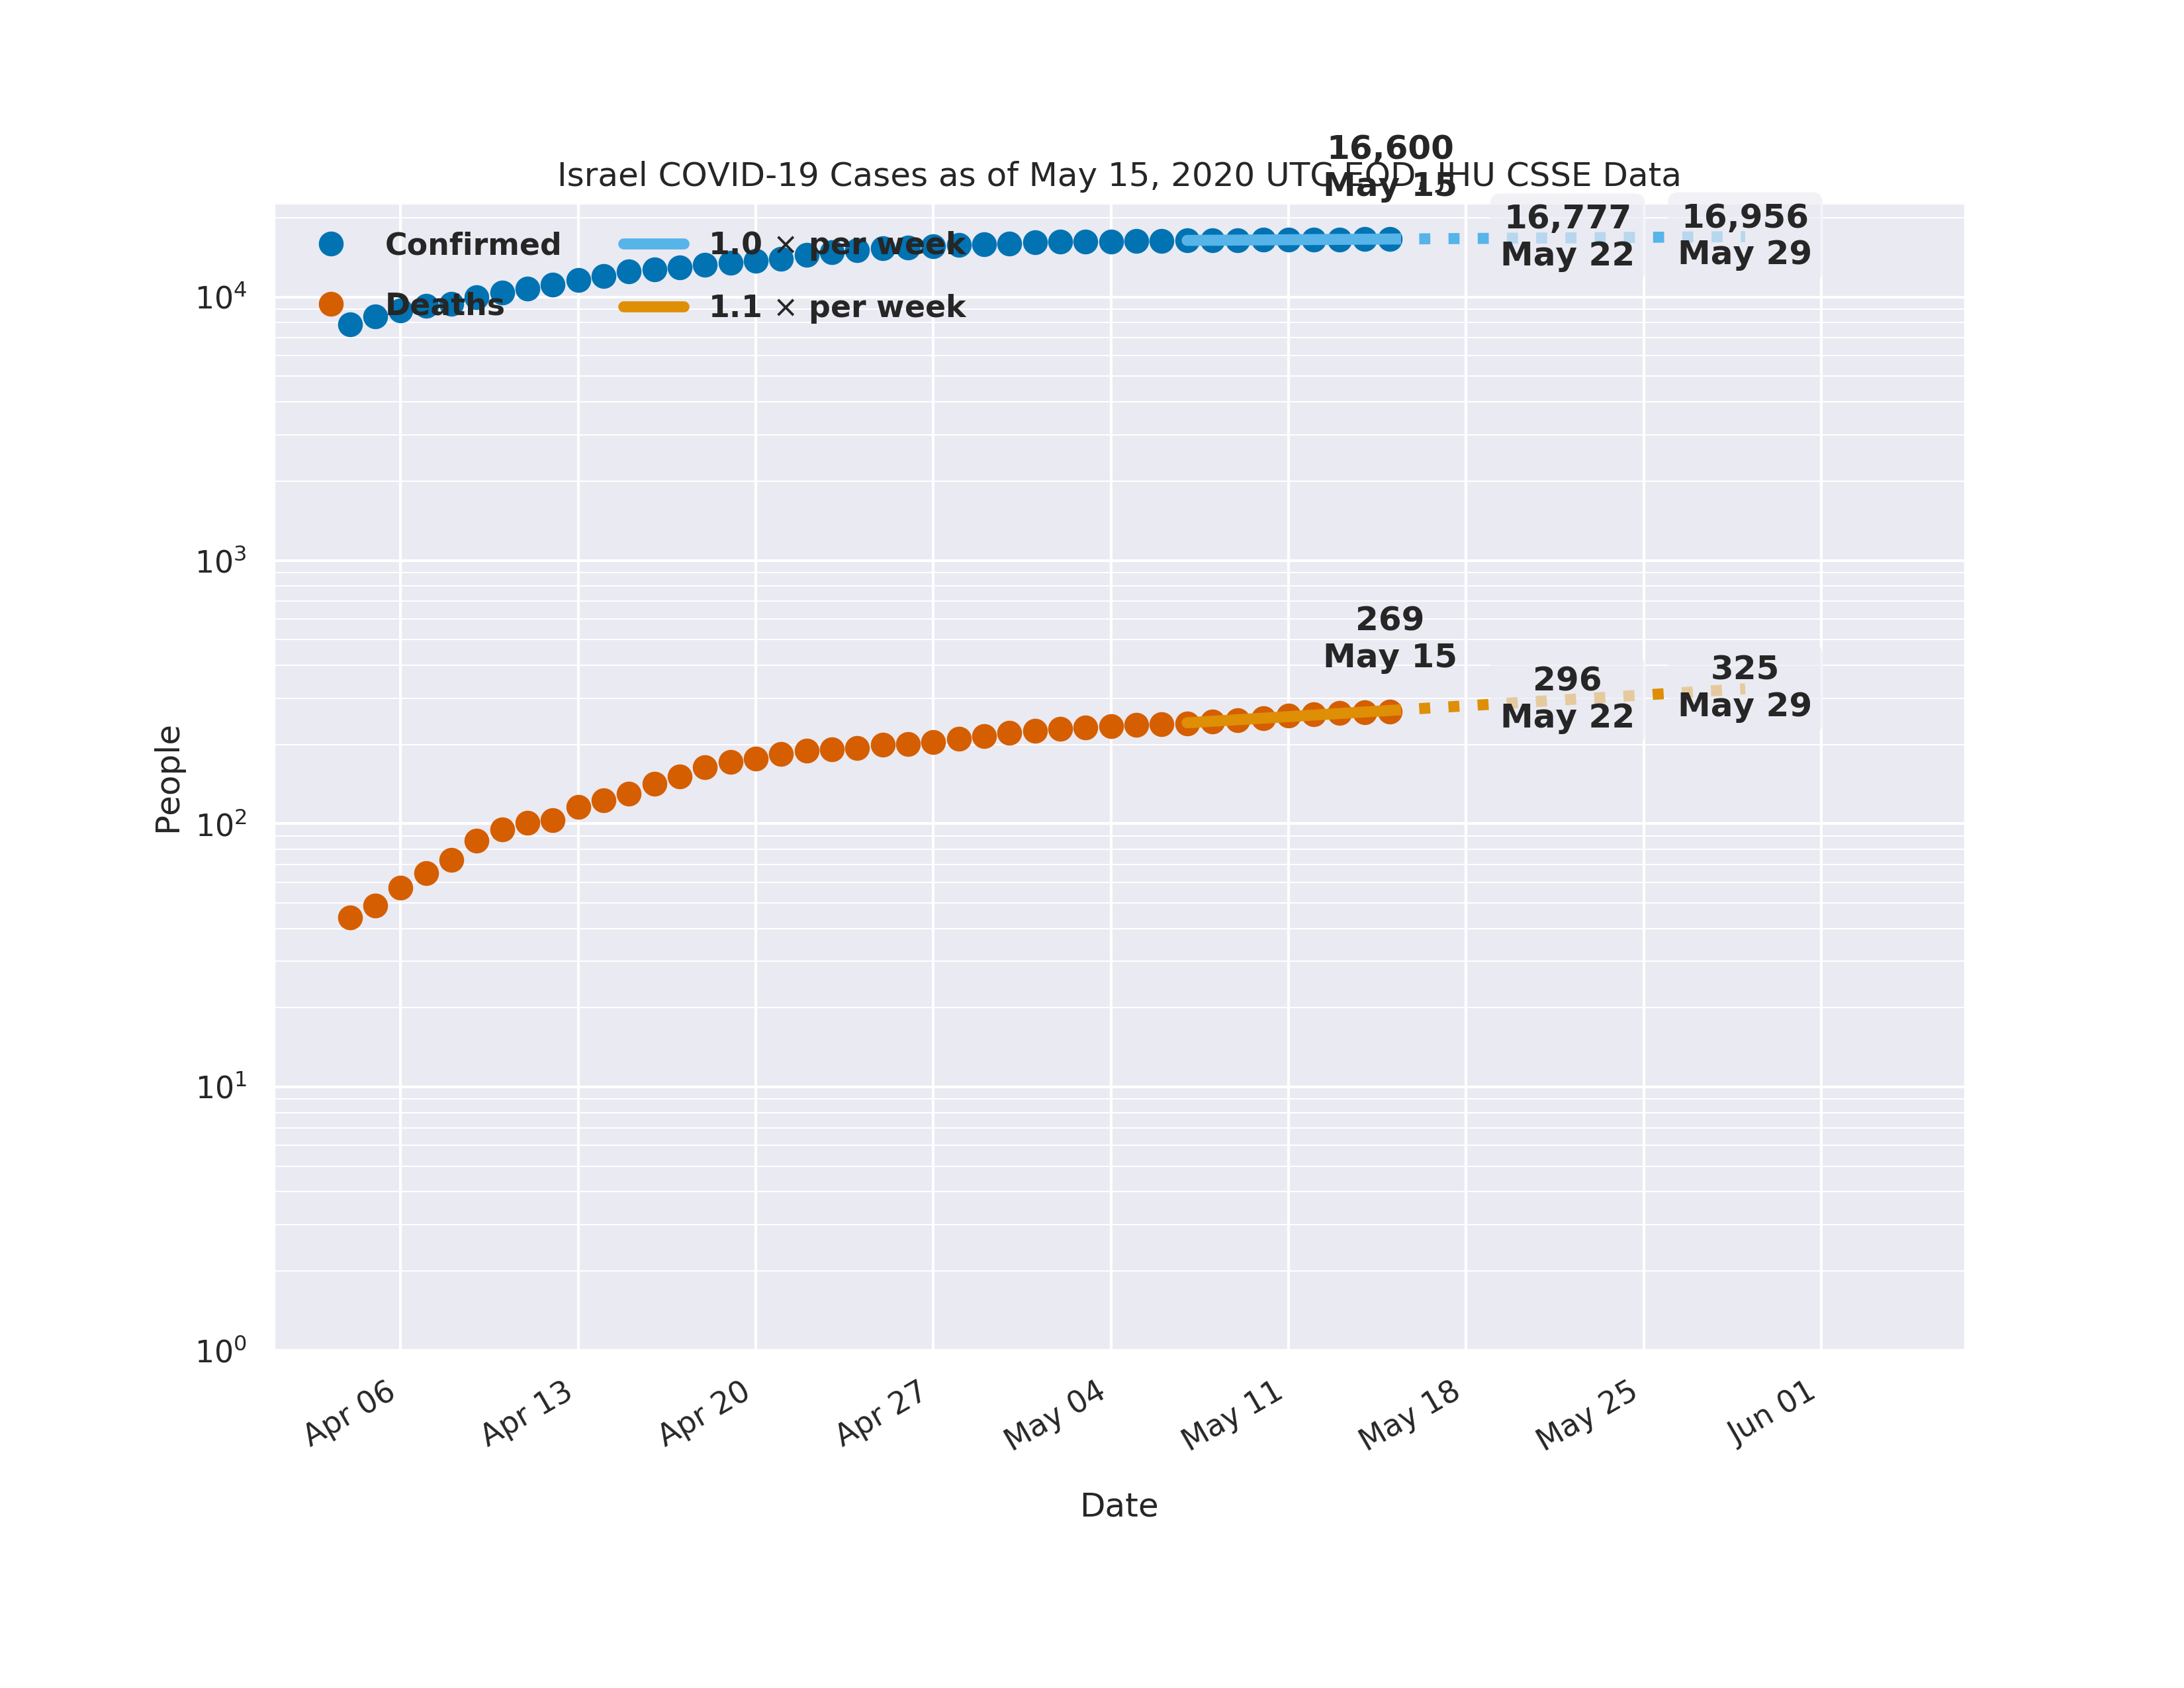 16,600
May 15
Israel COVID-19 Cases as of May 15, 2020 UTC EOD, JHU CSSE Data
16,777
May 22
16,956
May 29
Confirmed
1.0 × per week
Deaths
1.1 × per week
10⁴
10³
269
May 15
296
May 22
325
May 29
People
10²
10¹
10⁰
Apr 06
Apr 13
Apr 20
Apr 27
May 04
May 11
May 18
May 25
Jun 01
Date